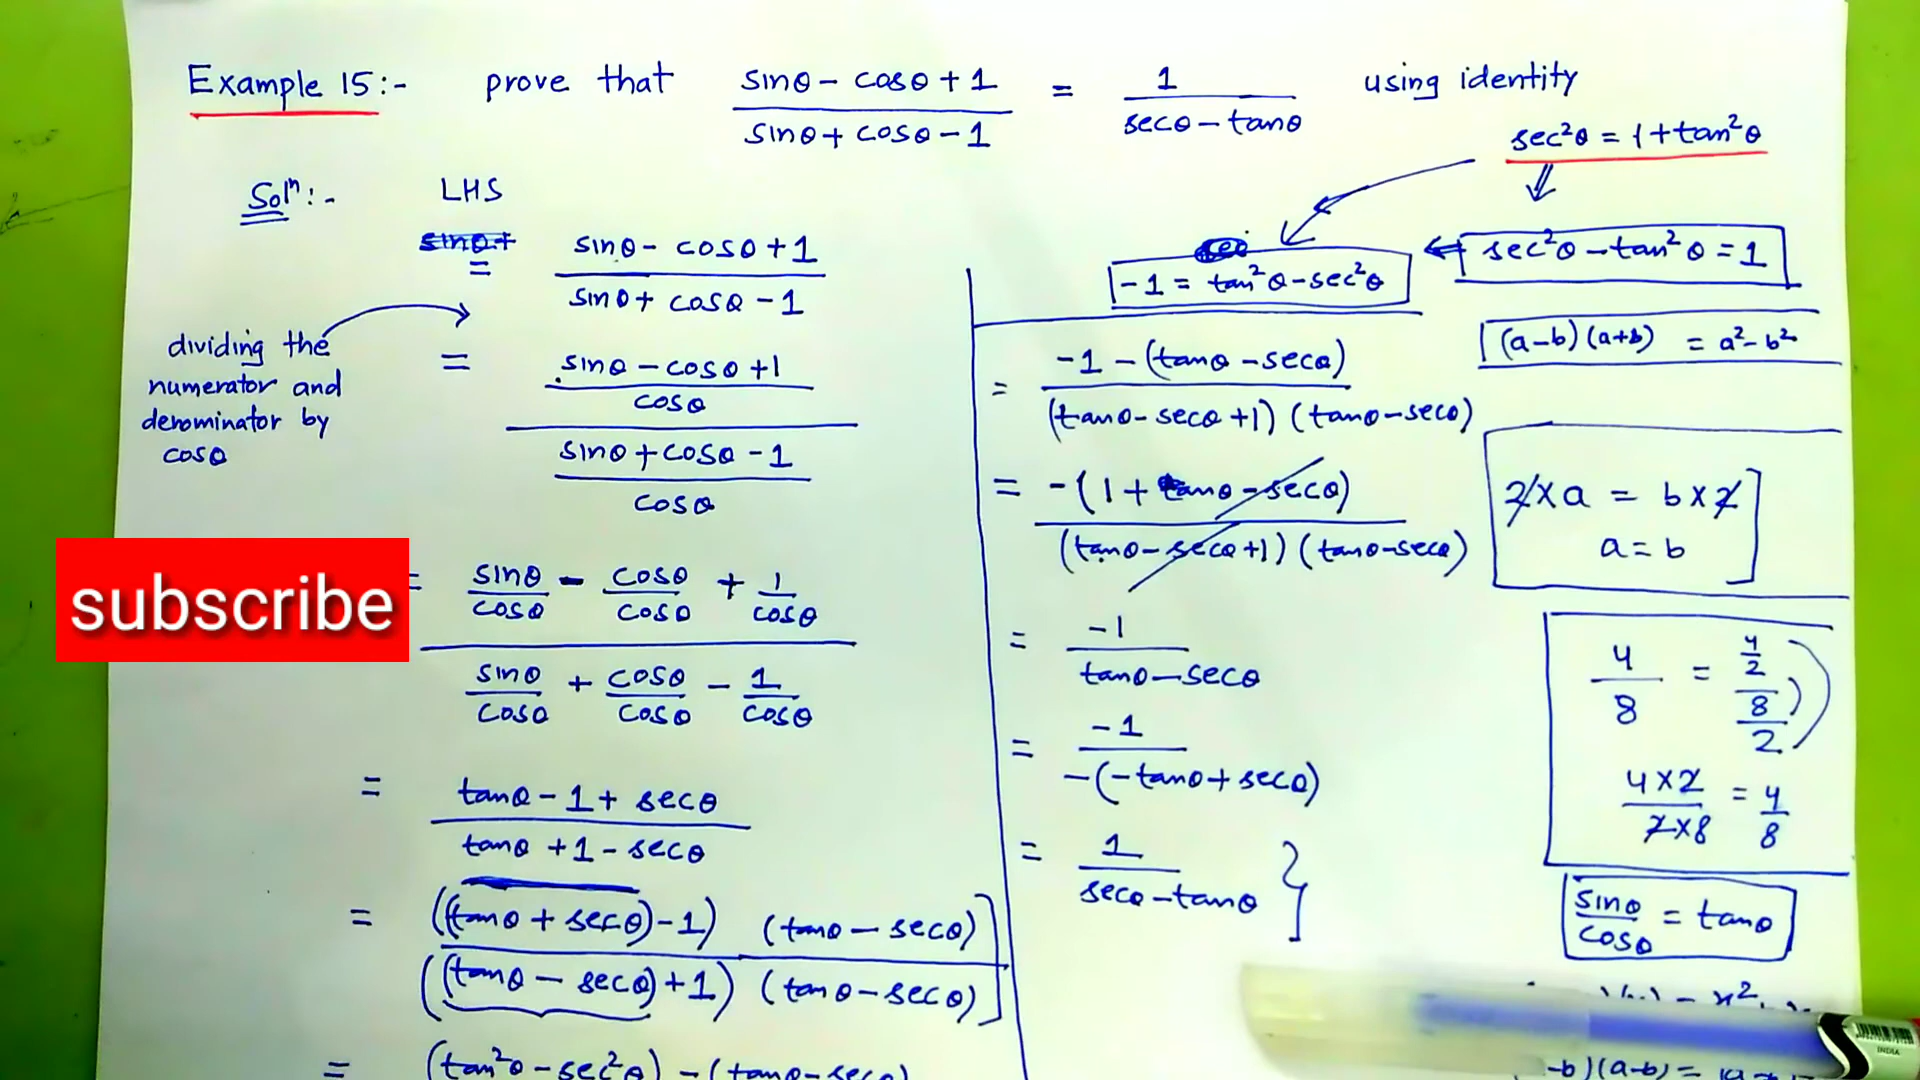 Example 15:- prove that sinθ - cosθ + 1 / sinθ + cosθ - 1 = 1 / secθ - tanθ using identity
sec²θ = 1 + tan²θ
Solⁿ:- LHS
= sinθ - cosθ + 1 / sinθ + cosθ - 1
dividing the
numerator and
denominator by
cosθ
= sinθ - cosθ + 1 / cosθ
sinθ + cosθ - 1 / cosθ
subscribe
= sinθ/cosθ - cosθ/cosθ + 1/cosθ
sinθ/cosθ + cosθ/cosθ - 1/cosθ
= tanθ - 1 + secθ
tanθ + 1 - secθ
= ((tanθ + secθ) - 1) (tanθ - secθ)
((tanθ - secθ) + 1) (tanθ - secθ)
= (tan²θ - sec²θ) - (tanθ - secθ)
sec²θ - tan²θ = 1
-1 = tan²θ - sec²θ
(a-b)(a+b) = a² - b²
= -1 - (tanθ - secθ)
(tanθ - secθ + 1) (tanθ - secθ)
= -(1 + tanθ - secθ)
(tanθ - secθ + 1) (tanθ - secθ)
= -1
tanθ - secθ
= -1
-(-tanθ + secθ)
= 1
secθ - tanθ
2 × a = b × 2
a = b
4/8 = 4/2 / 8/2
4×2 / 2×8 = 4/8
sinθ/cosθ = tanθ
INDIA